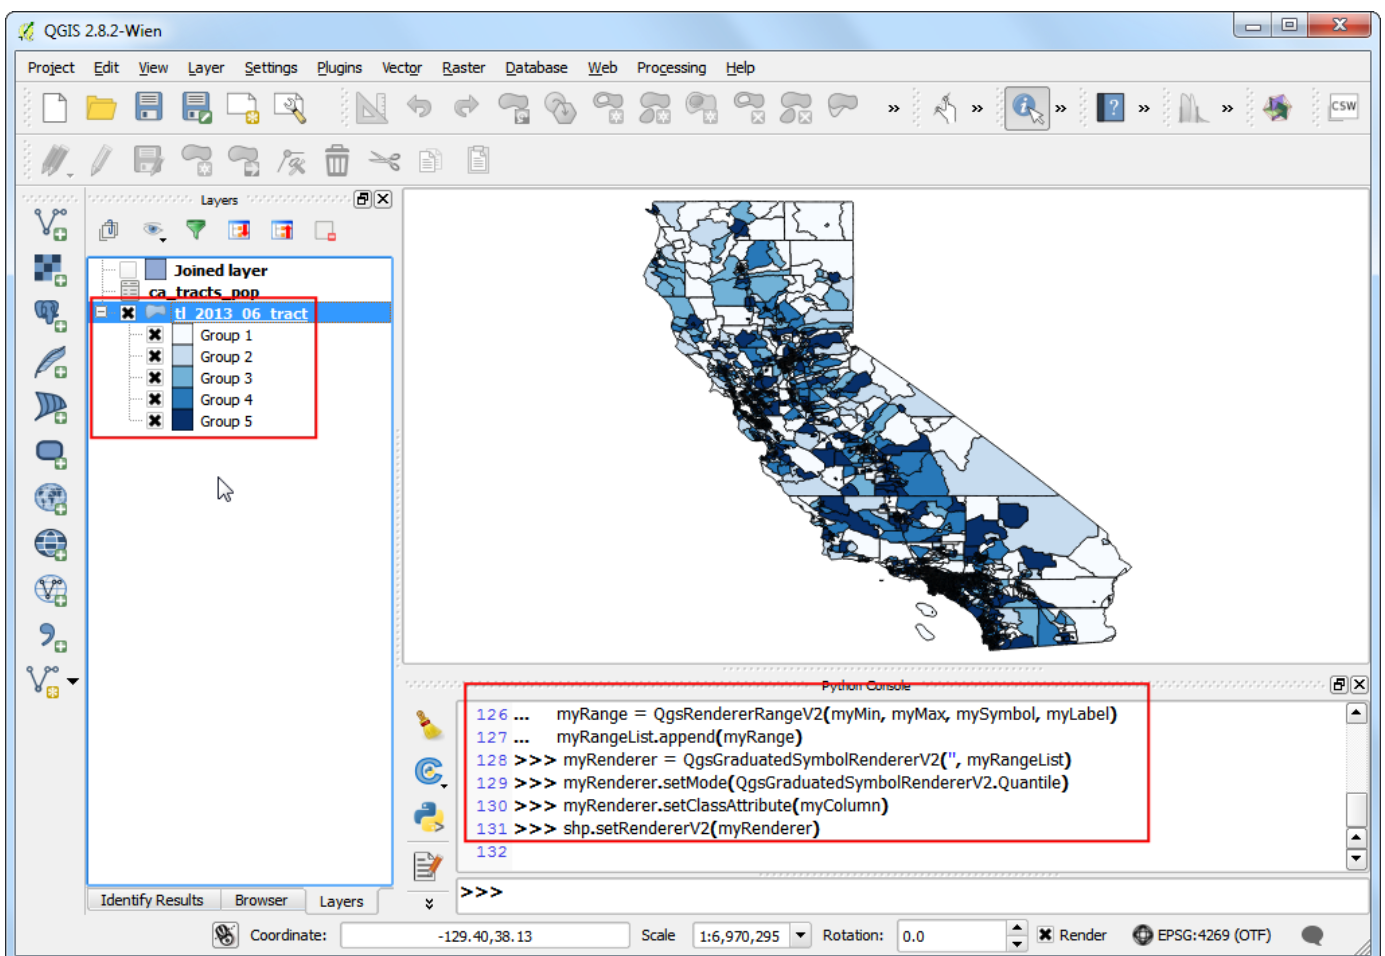 QGIS 2.8.2-Wien
Project Edit View Layer Settings Plugins Vector Raster Database Web Processing Help
» » » » » CSW
Layers
Joined layer
ca_tracts_pop
tl_2013_06_tract
Group 1
Group 2
Group 3
Group 4
Group 5
Python Console
126 ... myRange = QgsRendererRangeV2(myMin, myMax, mySymbol, myLabel)
127 ... myRangeList.append(myRange)
128 >>> myRenderer = QgsGraduatedSymbolRendererV2('', myRangeList)
129 >>> myRenderer.setMode(QgsGraduatedSymbolRendererV2.Quantile)
130 >>> myRenderer.setClassAttribute(myColumn)
131 >>> shp.setRendererV2(myRenderer)
132
>>>
Identify Results Browser Layers
Coordinate: -129.40,38.13 Scale 1:6,970,295 Rotation: 0.0 Render EPSG:4269 (OTF)